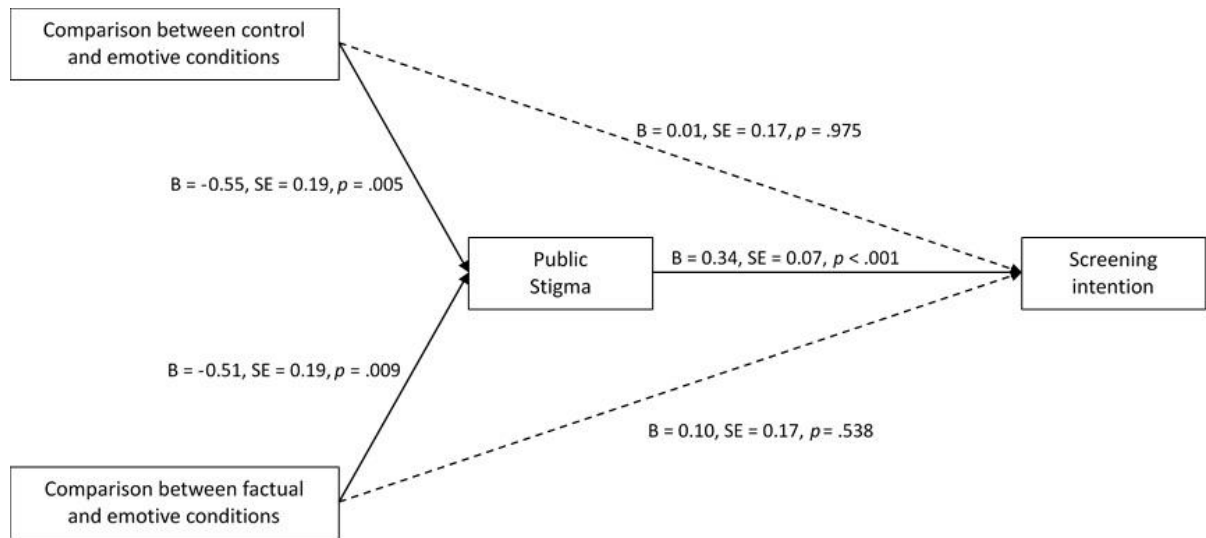 Comparison between control
and emotive conditions
B = 0.01, SE = 0.17, p = .975
B = -0.55, SE = 0.19, p = .005
Public
Stigma
B = 0.34, SE = 0.07, p < .001
Screening
intention
B = -0.51, SE = 0.19, p = .009
B = 0.10, SE = 0.17, p = .538
Comparison between factual
and emotive conditions